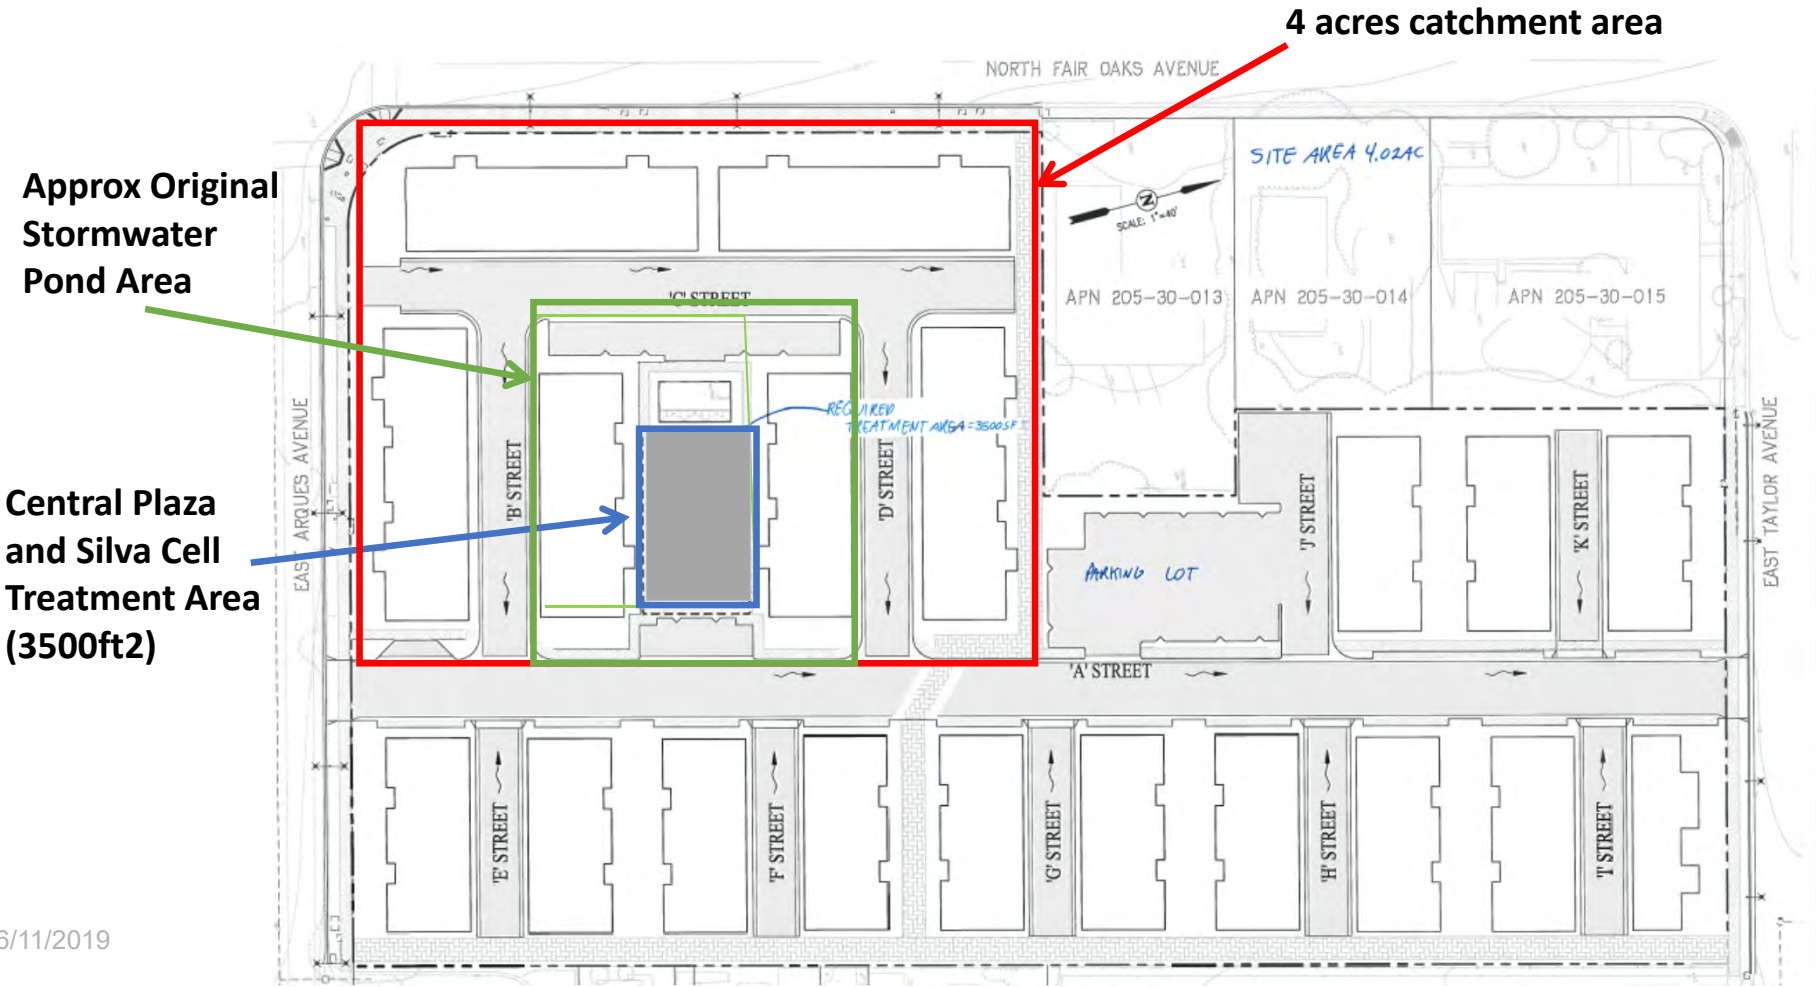 4 acres catchment area
NORTH FAIR OAKS AVENUE
SITE AREA 4.02AC
Approx Original
Stormwater
Pond Area
N
SCALE: 1"=40'
'C' STREET
APN 205-30-013
APN 205-30-014
APN 205-30-015
REQUIRED
TREATMENT AREA=3500SF
EAST ARQUES AVENUE
'B' STREET
'D' STREET
'J' STREET
'K' STREET
EAST TAYLOR AVENUE
Central Plaza
and Silva Cell
Treatment Area
(3500ft2)
PARKING LOT
'A' STREET
'E' STREET
'F' STREET
'G' STREET
'H' STREET
'I' STREET
6/11/2019